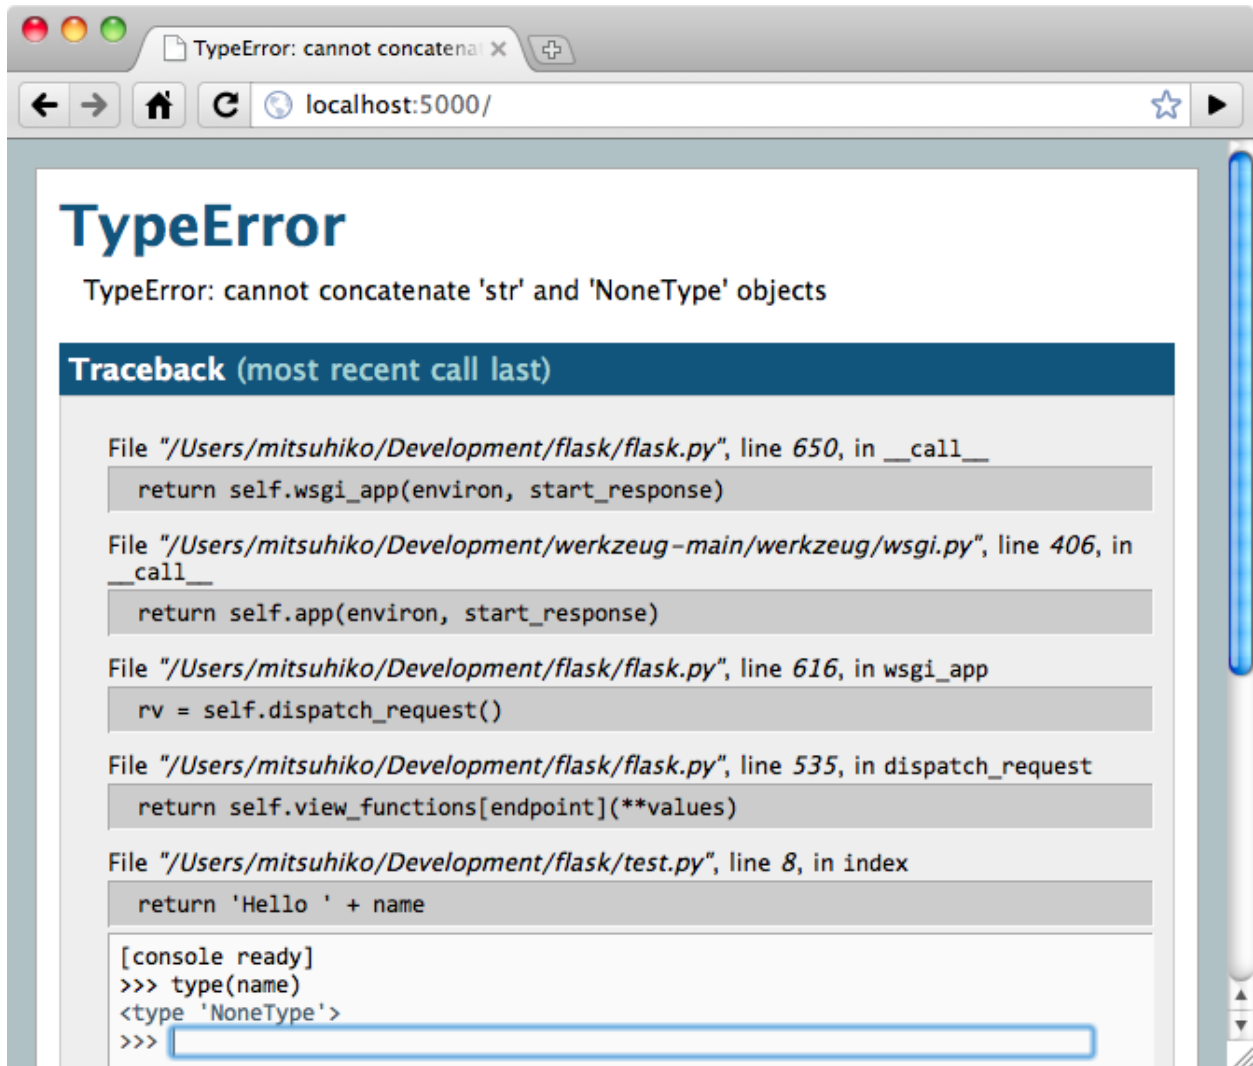 TypeError: cannot concatena
localhost:5000/
TypeError
TypeError: cannot concatenate 'str' and 'NoneType' objects
Traceback (most recent call last)
File "/Users/mitsuhiko/Development/flask/flask.py", line 650, in __call__
return self.wsgi_app(environ, start_response)
File "/Users/mitsuhiko/Development/werkzeug-main/werkzeug/wsgi.py", line 406, in
__call__
return self.app(environ, start_response)
File "/Users/mitsuhiko/Development/flask/flask.py", line 616, in wsgi_app
rv = self.dispatch_request()
File "/Users/mitsuhiko/Development/flask/flask.py", line 535, in dispatch_request
return self.view_functions[endpoint](**values)
File "/Users/mitsuhiko/Development/flask/test.py", line 8, in index
return 'Hello ' + name
[console ready]
>>> type(name)
<type 'NoneType'>
>>>